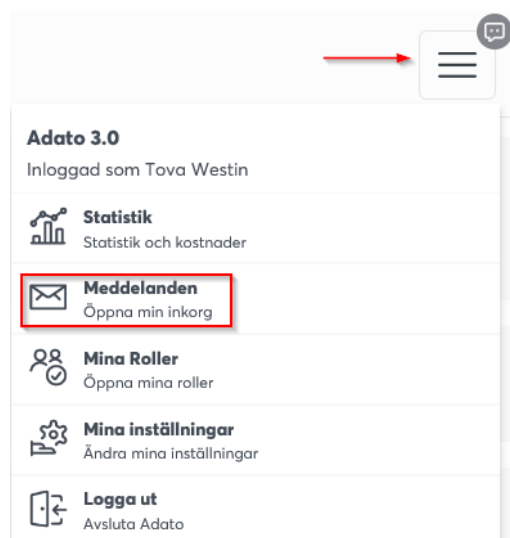 Adato 3.0
Inloggad som Tova Westin
Statistik
Statistik och kostnader
Meddelanden
Öppna min inkorg
Mina Roller
Öppna mina roller
Mina inställningar
Ändra mina inställningar
Logga ut
Avsluta Adato